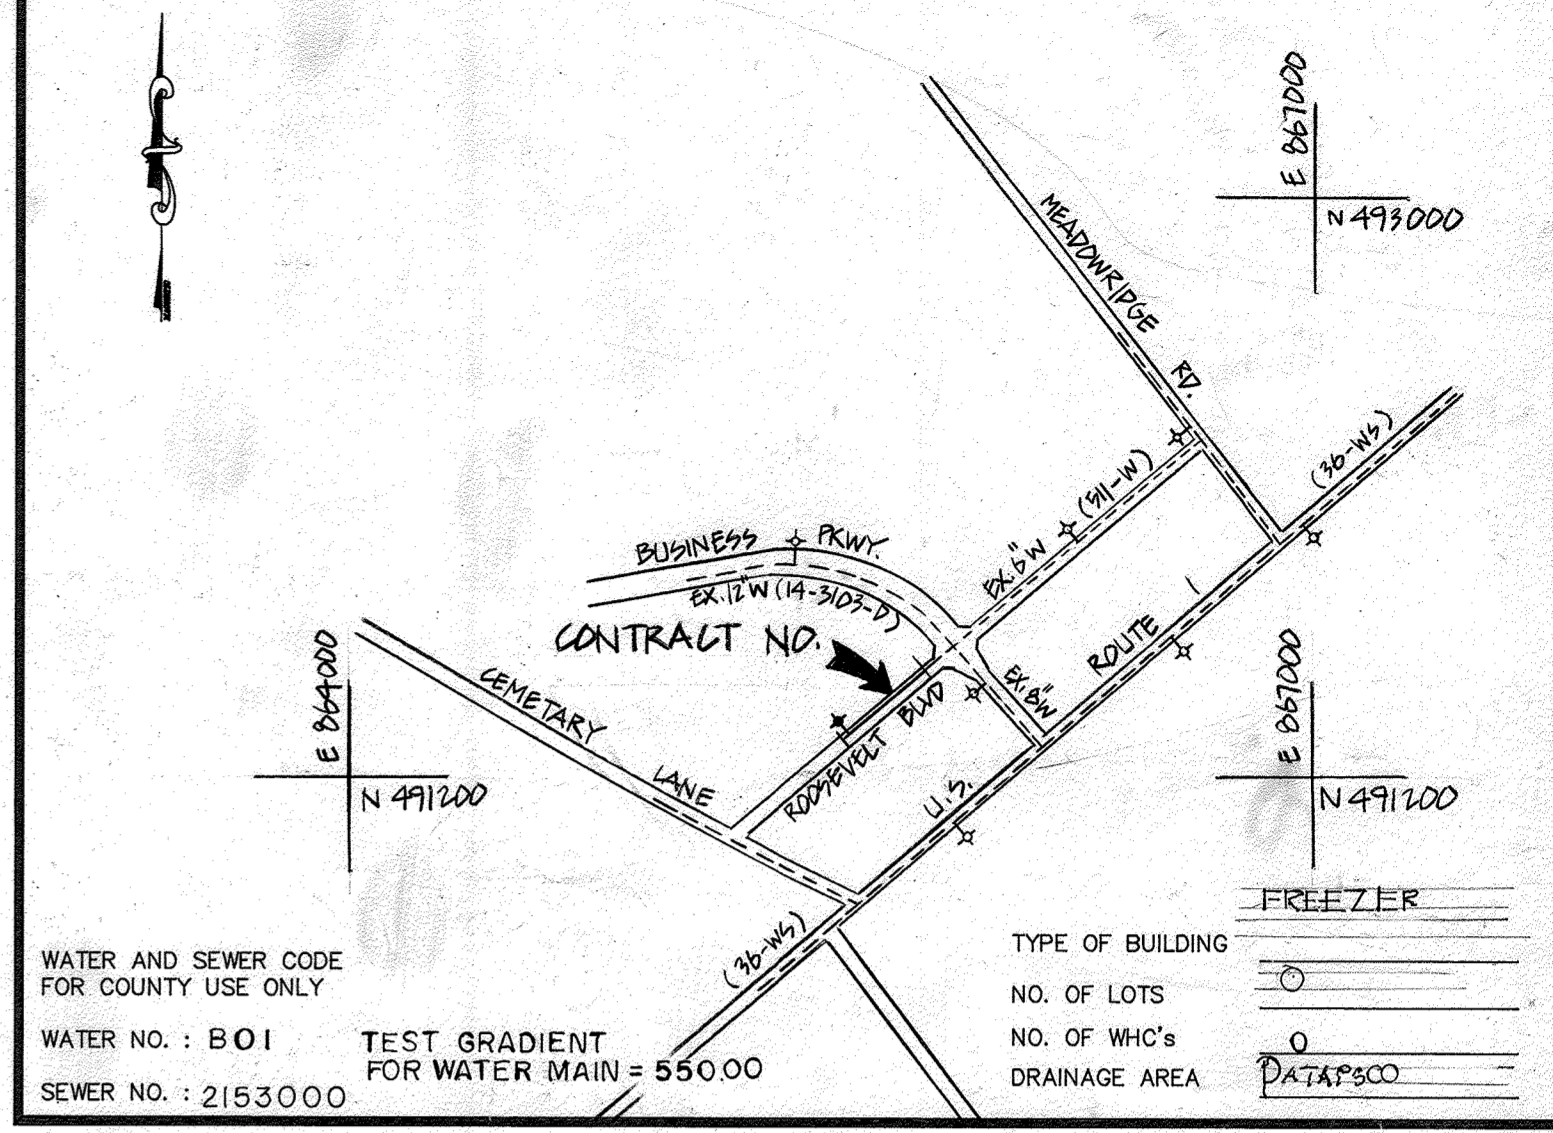 E 867000
N 493000
MEADOWRIDGE RD.
(36-WS)
(511-W)
EX. 6" W
BUSINESS PKWY.
EX. 12" W (14-3103-D)
CONTRACT NO.
EX. 8" W
ROOSEVELT BLVD
U.S. ROUTE 1
CEMETARY LANE
E 864000
N 491200
E 867000
N 491200
(36-WS)
WATER AND SEWER CODE
FOR COUNTY USE ONLY
WATER NO. : B01
SEWER NO. : 2153000
TEST GRADIENT
FOR WATER MAIN = 550.00
FREEZER
TYPE OF BUILDING
NO. OF LOTS 0
NO. OF WHC's 0
DRAINAGE AREA PATAPSCO